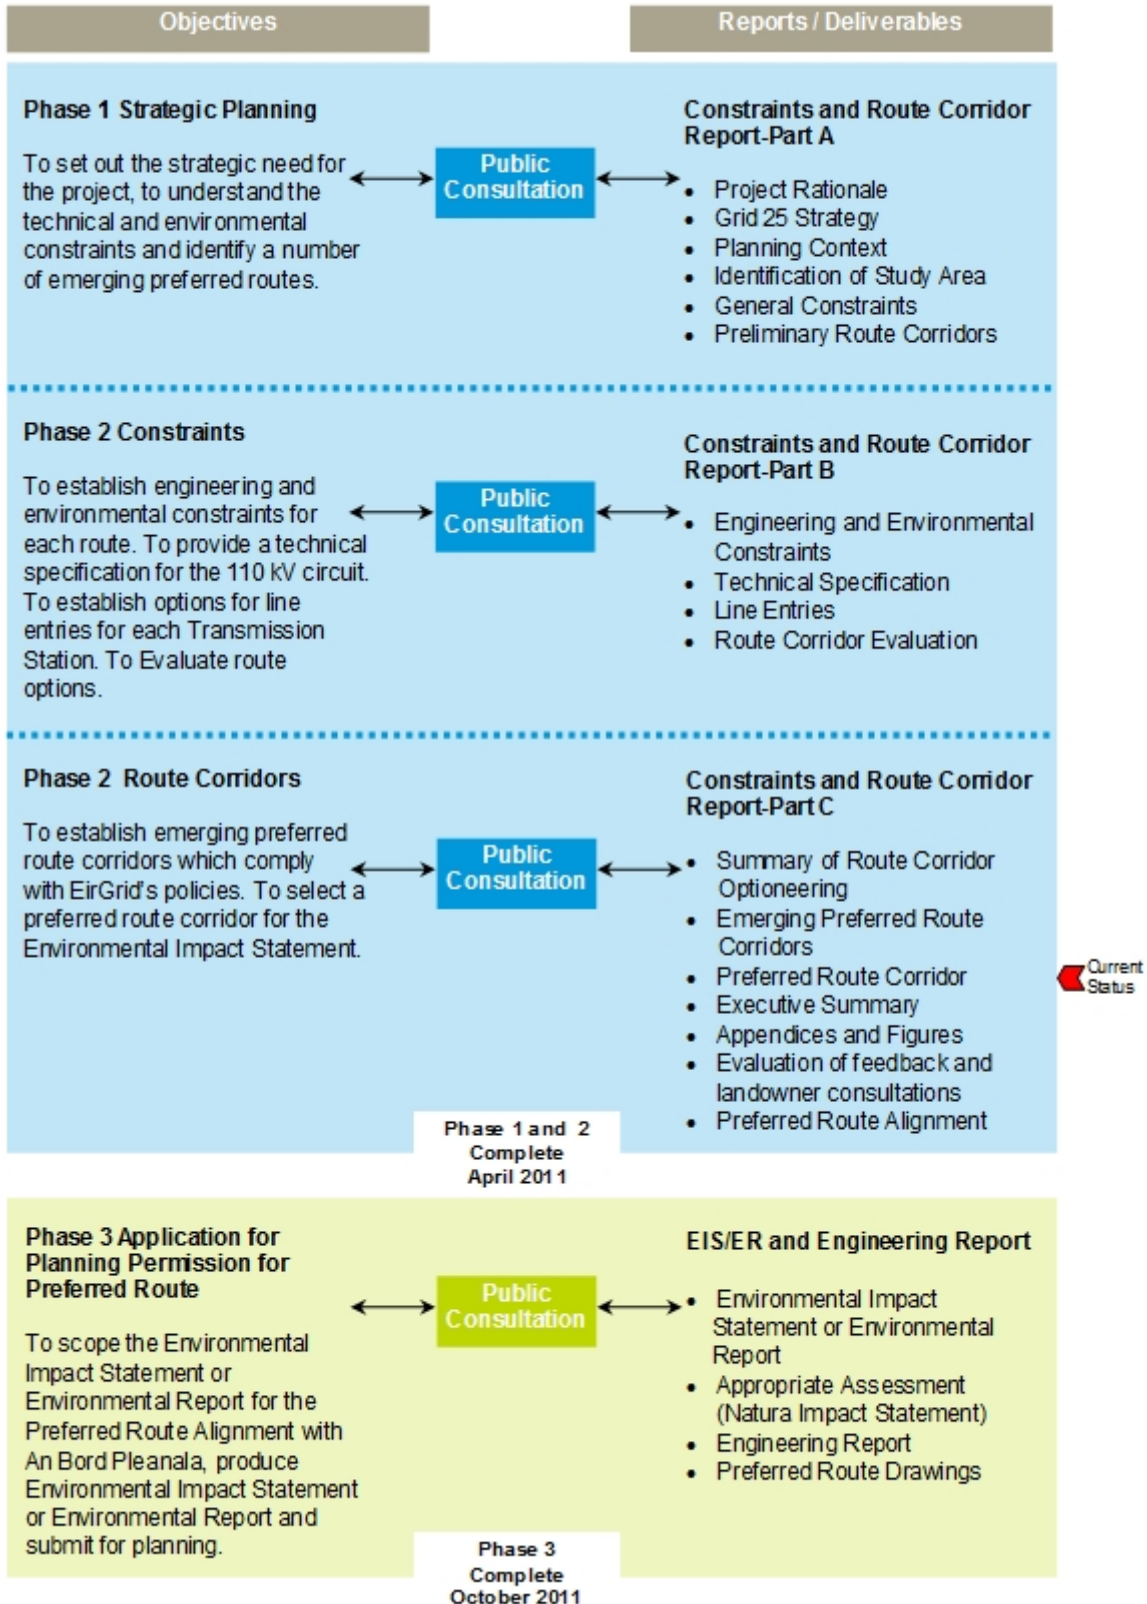 Objectives
Reports / Deliverables
Phase 1 Strategic Planning
To set out the strategic need for
the project, to understand the
technical and environmental
constraints and identify a number
of emerging preferred routes.
Public
Consultation
Constraints and Route Corridor
Report-Part A
• Project Rationale
• Grid 25 Strategy
• Planning Context
• Identification of Study Area
• General Constraints
• Preliminary Route Corridors
Phase 2 Constraints
To establish engineering and
environmental constraints for
each route. To provide a technical
specification for the 110 kV circuit.
To establish options for line
entries for each Transmission
Station. To Evaluate route
options.
Public
Consultation
Constraints and Route Corridor
Report-Part B
• Engineering and Environmental
Constraints
• Technical Specification
• Line Entries
• Route Corridor Evaluation
Phase 2 Route Corridors
To establish emerging preferred
route corridors which comply
with EirGrid's policies. To select a
preferred route corridor for the
Environmental Impact Statement.
Public
Consultation
Constraints and Route Corridor
Report-Part C
• Summary of Route Corridor
Optioneering
• Emerging Preferred Route
Corridors
• Preferred Route Corridor
• Executive Summary
• Appendices and Figures
• Evaluation of feedback and
landowner consultations
• Preferred Route Alignment
Current
Status
Phase 1 and 2
Complete
April 2011
Phase 3 Application for
Planning Permission for
Preferred Route
To scope the Environmental
Impact Statement or
Environmental Report for the
Preferred Route Alignment with
An Bord Pleanala, produce
Environmental Impact Statement
or Environmental Report and
submit for planning.
Public
Consultation
EIS/ER and Engineering Report
• Environmental Impact
Statement or Environmental
Report
• Appropriate Assessment
(Natura Impact Statement)
• Engineering Report
• Preferred Route Drawings
Phase 3
Complete
October 2011